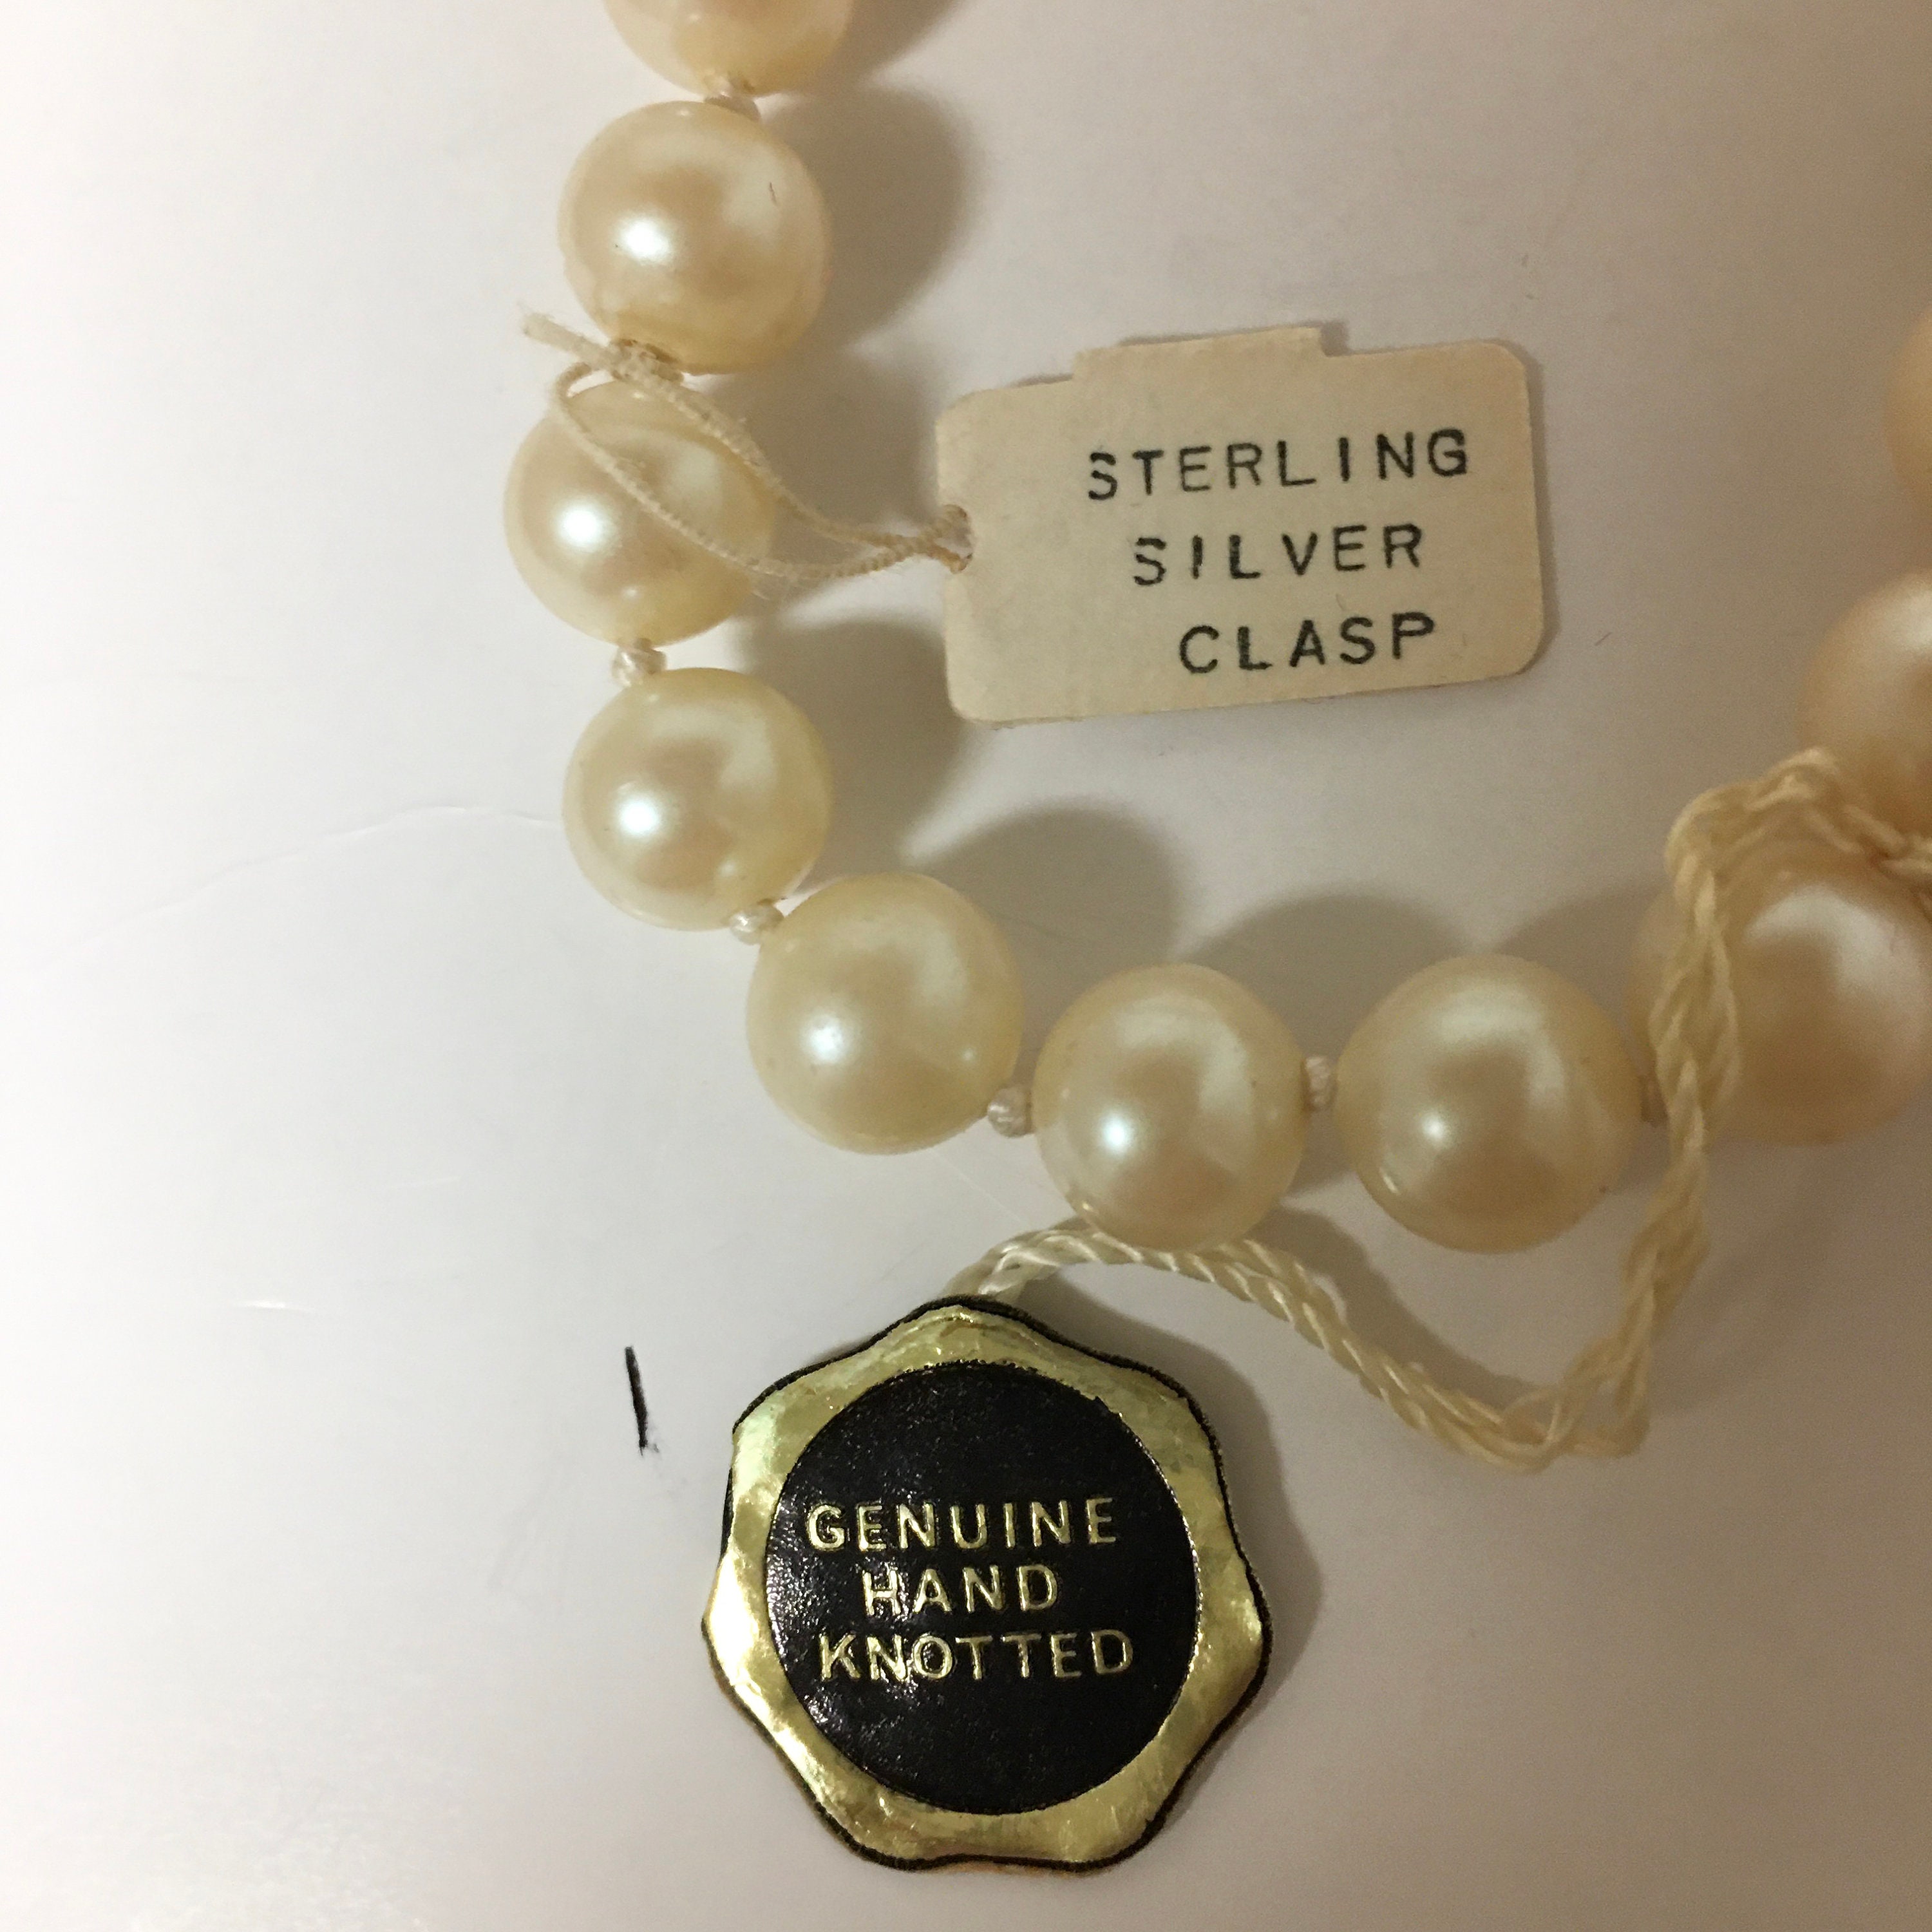 STERLING
SILVER
CLASP
GENUINE
HAND
KNOTTED